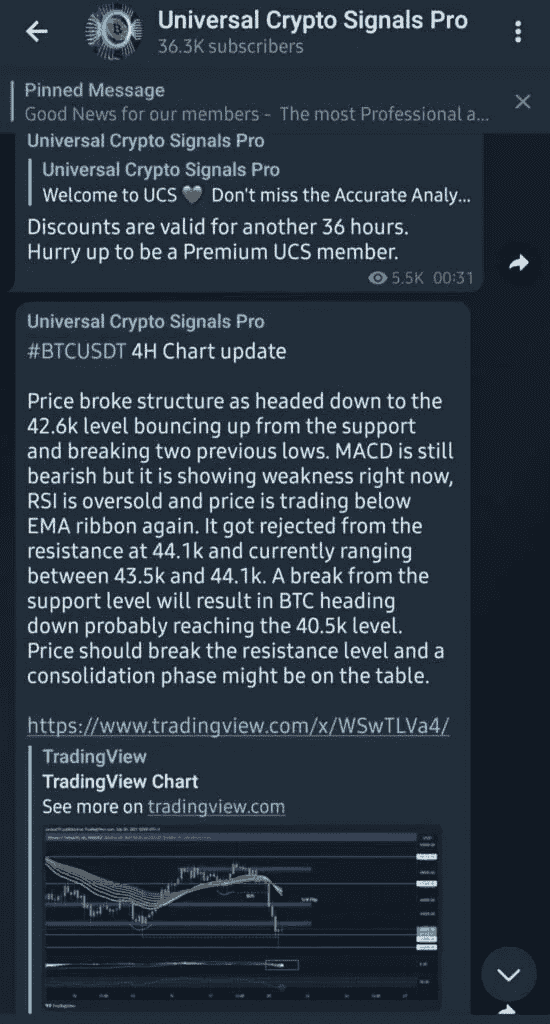 Universal Crypto Signals Pro
36.3K subscribers
Pinned Message
Good News for our members - The most Professional a...
Universal Crypto Signals Pro
Universal Crypto Signals Pro
Welcome to UCS 🖤 Don't miss the Accurate Analy...
Discounts are valid for another 36 hours.
Hurry up to be a Premium UCS member.
5.5K 00:31
Universal Crypto Signals Pro
#BTCUSDT 4H Chart update
Price broke structure as headed down to the
42.6k level bouncing up from the support
and breaking two previous lows. MACD is still
bearish but it is showing weakness right now,
RSI is oversold and price is trading below
EMA ribbon again. It got rejected from the
resistance at 44.1k and currently ranging
between 43.5k and 44.1k. A break from the
support level will result in BTC heading
down probably reaching the 40.5k level.
Price should break the resistance level and a
consolidation phase might be on the table.
https://www.tradingview.com/x/WSwTLVa4/
TradingView
TradingView Chart
See more on tradingview.com